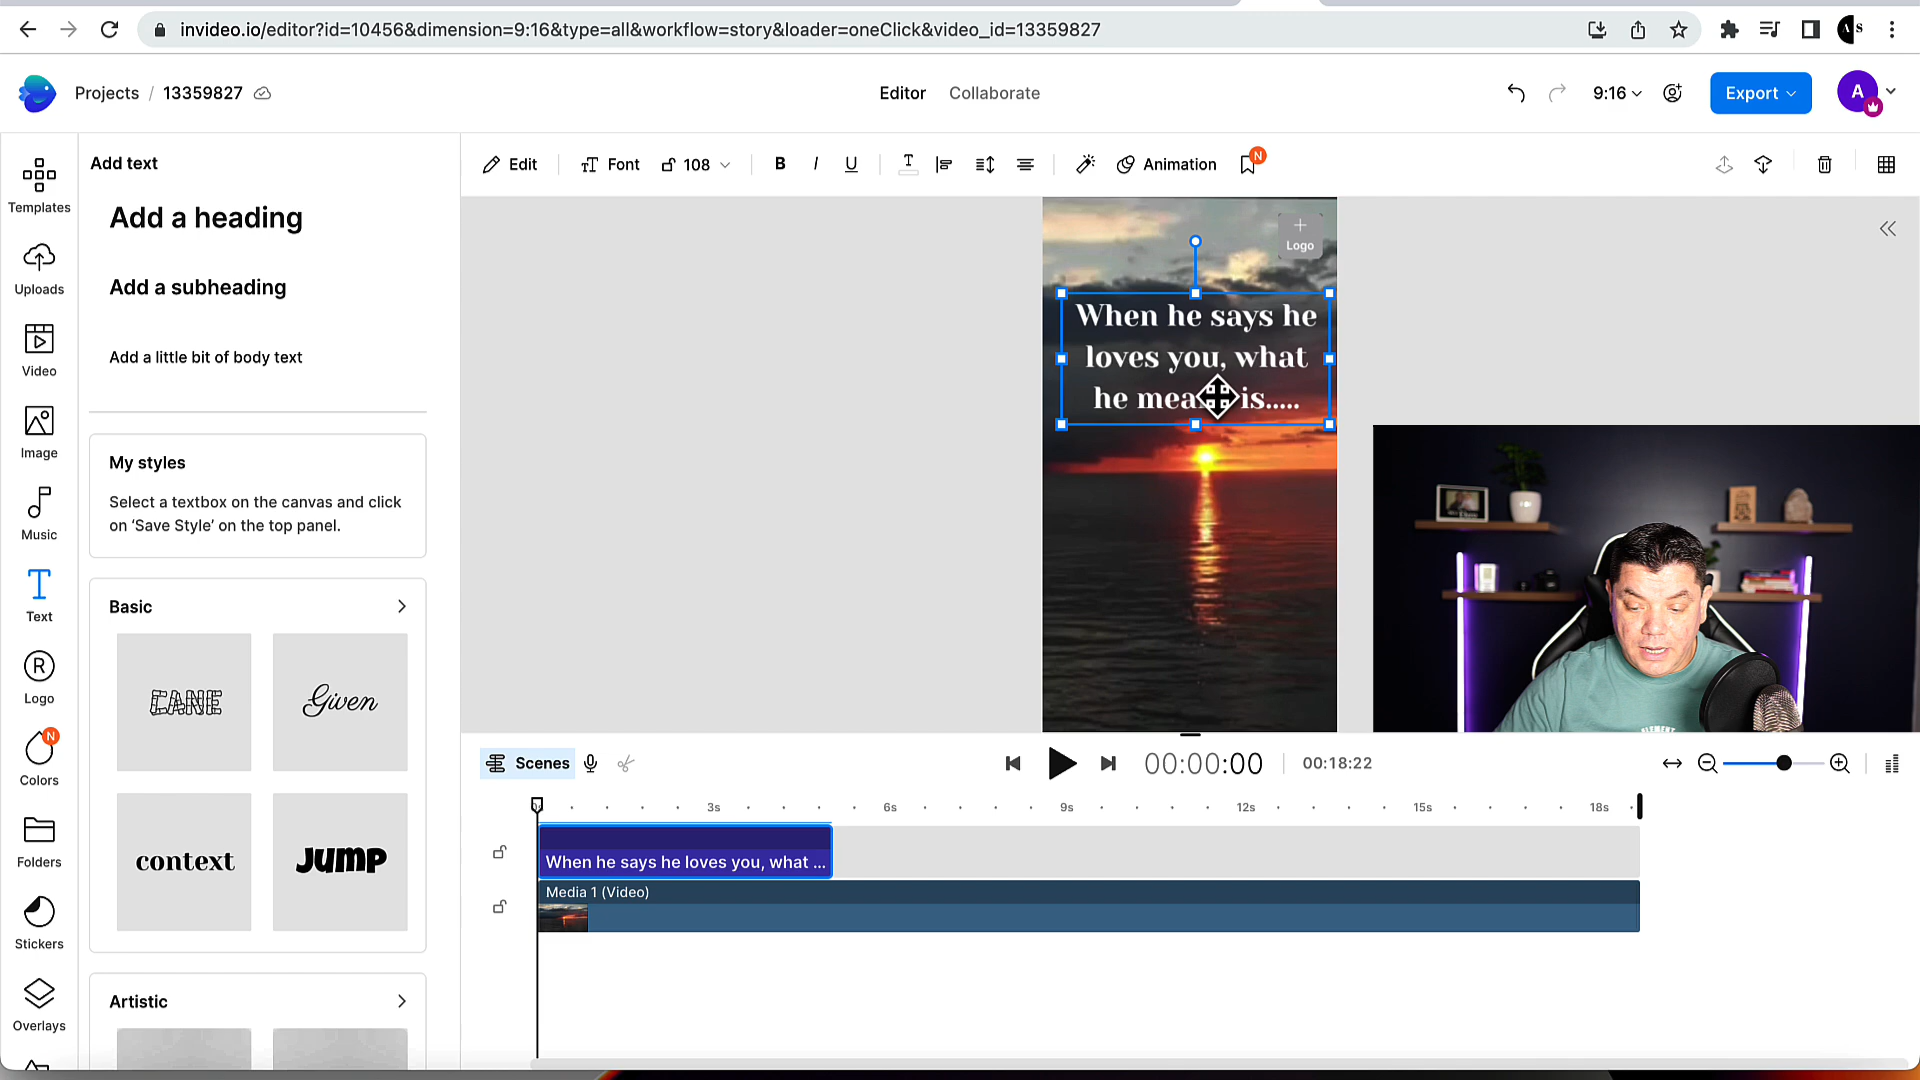 invideo.io/editor?id=10456&dimension=9:16&type=all&workflow=story&loader=oneClick&video_id=13359827
AS
Projects / 13359827
Editor
Collaborate
9:16
Export
A
Templates
Uploads
Video
Image
Music
Text
Logo
N
Colors
Folders
Stickers
Overlays
Add text
Add a heading
Add a subheading
Add a little bit of body text
My styles
Select a textbox on the canvas and click
on ‘Save Style’ on the top panel.
Basic
CANE
Given
context
JUMP
Artistic
Edit
Font
108
B
I
U
T
Animation
N
+
Logo
When he says he
loves you, what
he mea is.....
ELEMENT
Scenes
00:00:00
00:18:22
0s
3s
6s
9s
12s
15s
18s
When he says he loves you, what ...
Media 1 (Video)